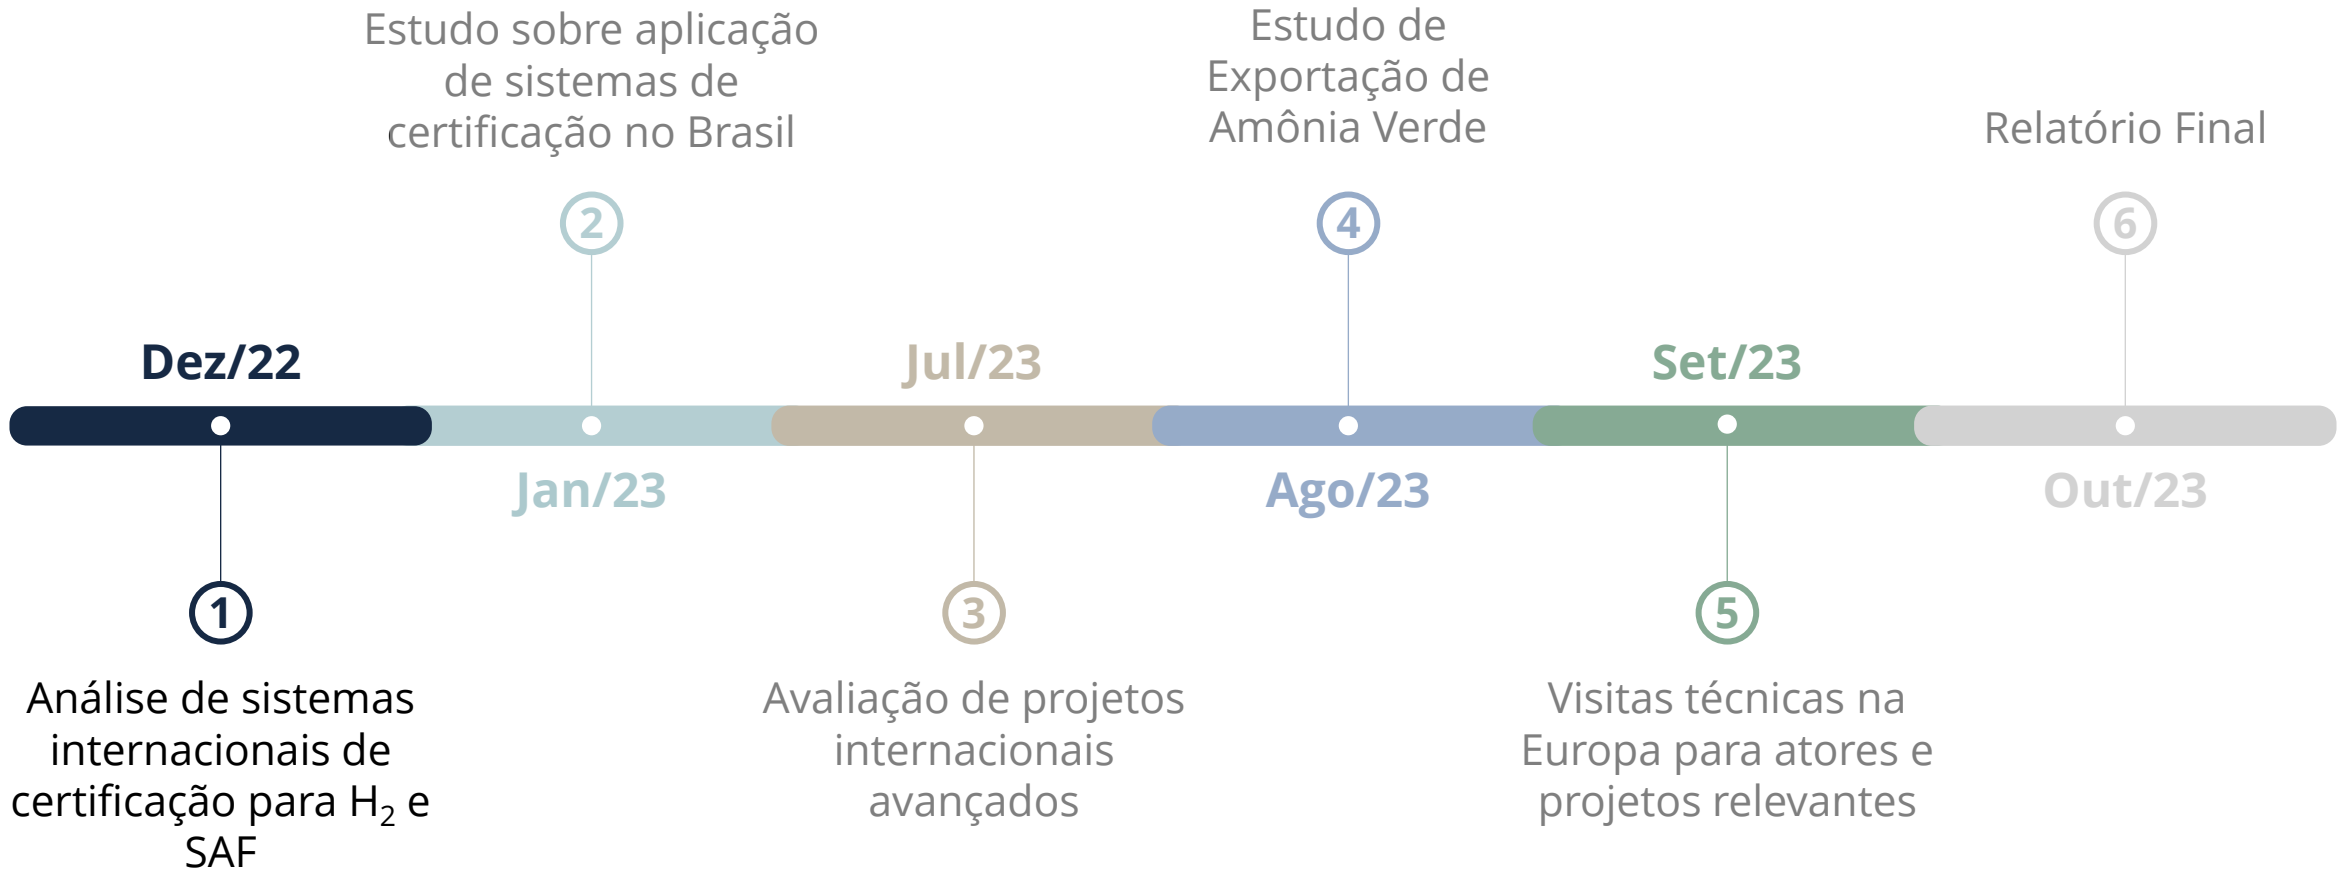 Estudo sobre aplicação
de sistemas de
certificação no Brasil
Estudo de
Exportação de
Amônia Verde
Relatório Final
2
4
6
Dez/22
Jul/23
Set/23
Jan/23
Ago/23
Out/23
1
3
5
Análise de sistemas
internacionais de
certificação para H₂ e
SAF
Avaliação de projetos
internacionais
avançados
Visitas técnicas na
Europa para atores e
projetos relevantes